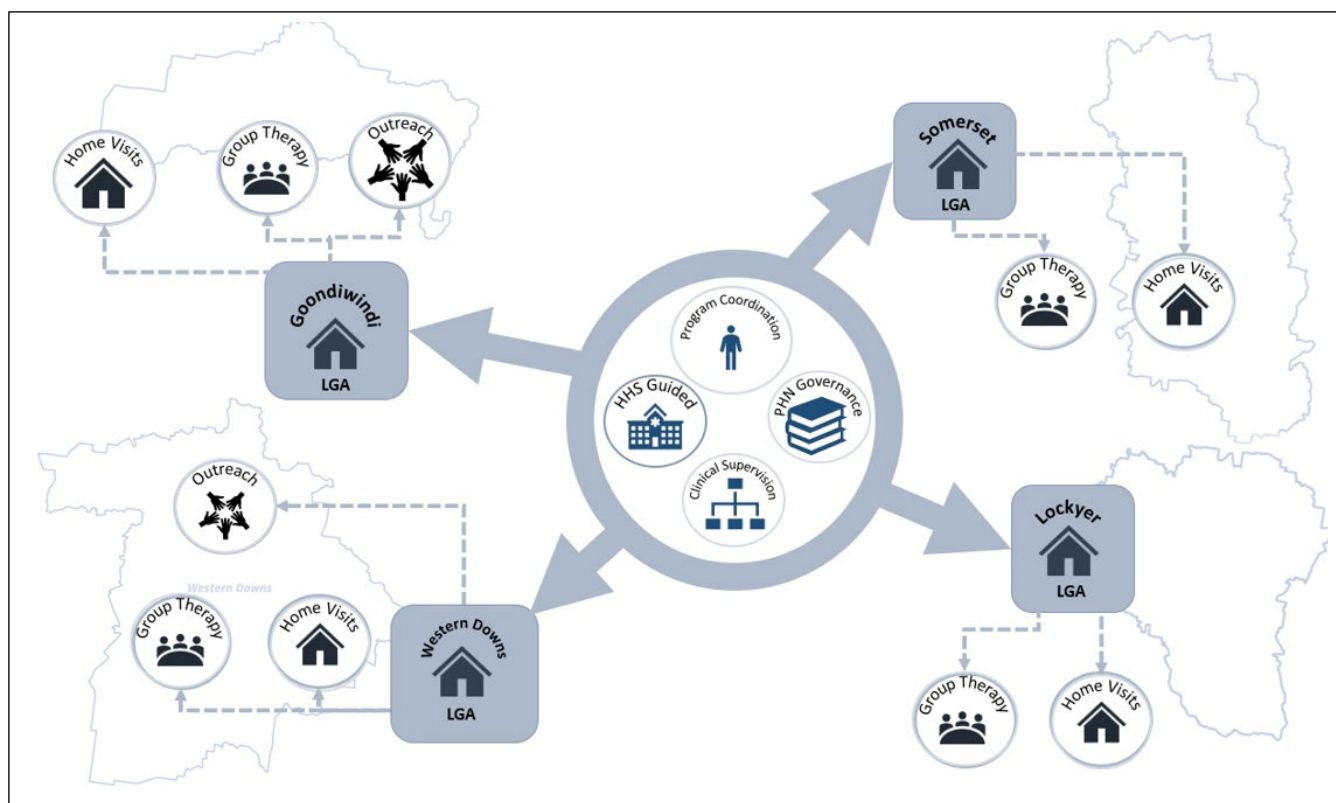 Home Visits
Group Therapy
Outreach
Goondiwindi
LGA
Somerset
LGA
Group Therapy
Home Visits
Program Coordination
HHS Guided
PHN Governance
Clinical Supervision
Outreach
Western Downs
Group Therapy
Home Visits
Western Downs
LGA
Lockyer
LGA
Group Therapy
Home Visits